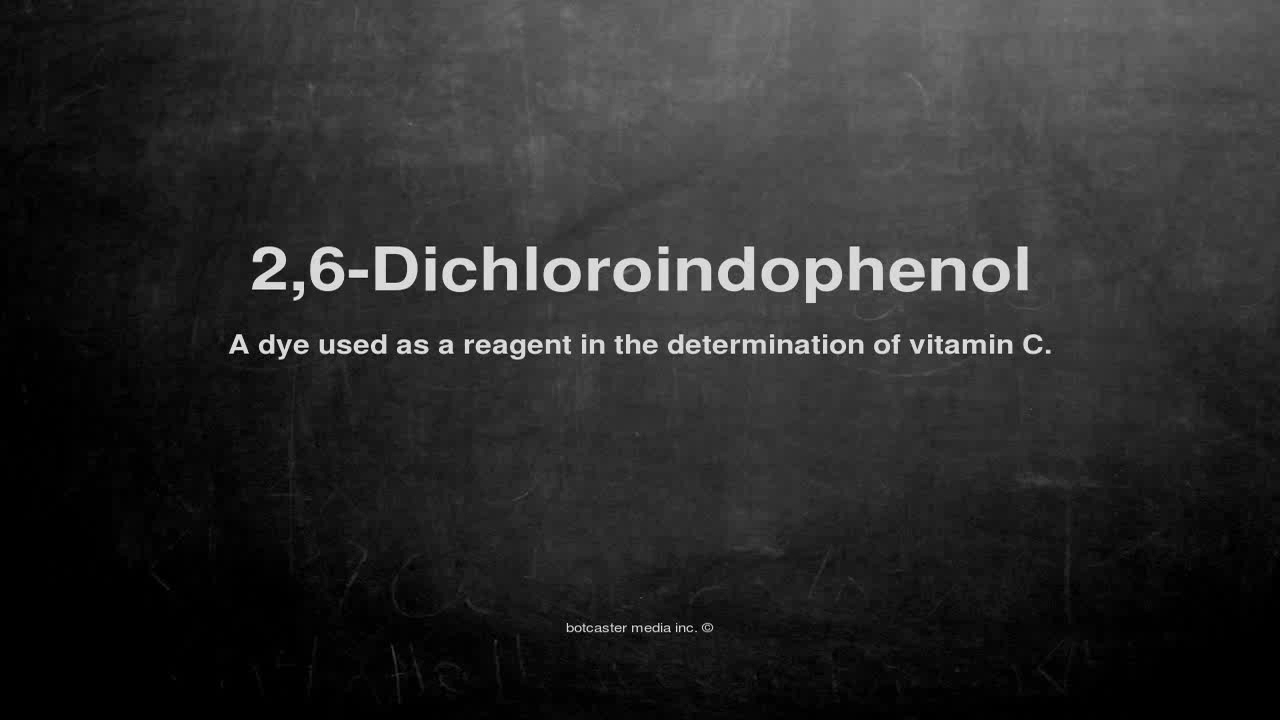 2,6-Dichloroindophenol
A dye used as a reagent in the determination of vitamin C.
botcaster media inc. ©